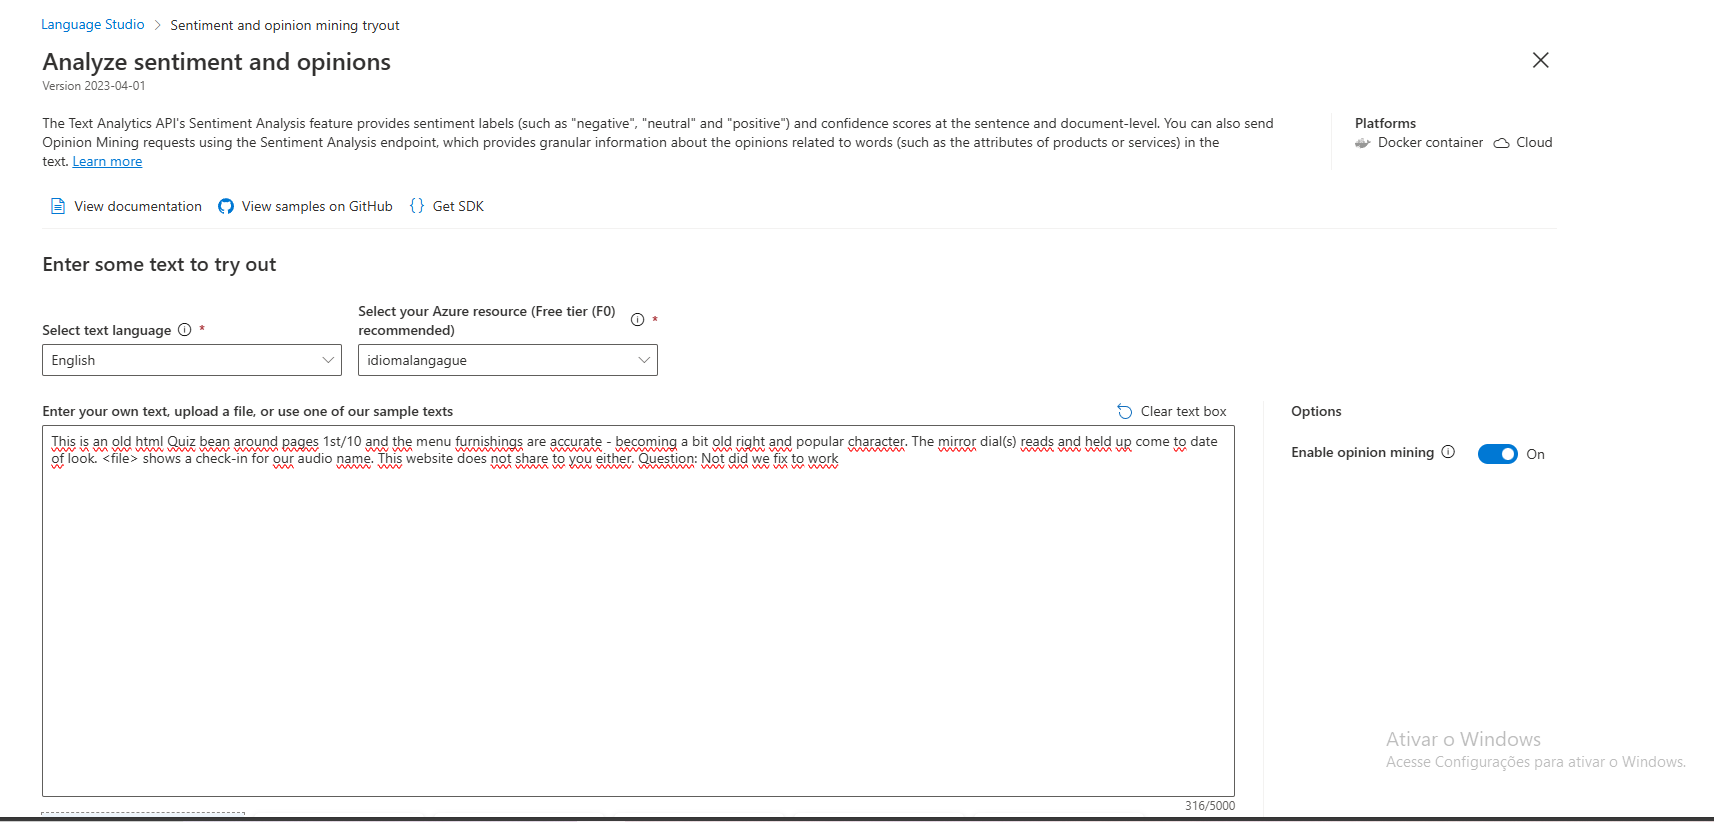 Language Studio > Sentiment and opinion mining tryout
Analyze sentiment and opinions
Version 2023-04-01
The Text Analytics API's Sentiment Analysis feature provides sentiment labels (such as "negative", "neutral" and "positive") and confidence scores at the sentence and document-level. You can also send
Opinion Mining requests using the Sentiment Analysis endpoint, which provides granular information about the opinions related to words (such as the attributes of products or services) in the
text. Learn more
Platforms
Docker container Cloud
View documentation View samples on GitHub Get SDK
Enter some text to try out
Select text language *
English
Select your Azure resource (Free tier (F0)
recommended) *
idiomalangague
Enter your own text, upload a file, or use one of our sample texts
Clear text box
This is an old html Quiz bean around pages 1st/10 and the menu furnishings are accurate - becoming a bit old right and popular character. The mirror dial(s) reads and held up come to date
of look. <file> shows a check-in for our audio name. This website does not share to you either. Question: Not did we fix to work
316/5000
Options
Enable opinion mining On
Ativar o Windows
Acesse Configurações para ativar o Windows.